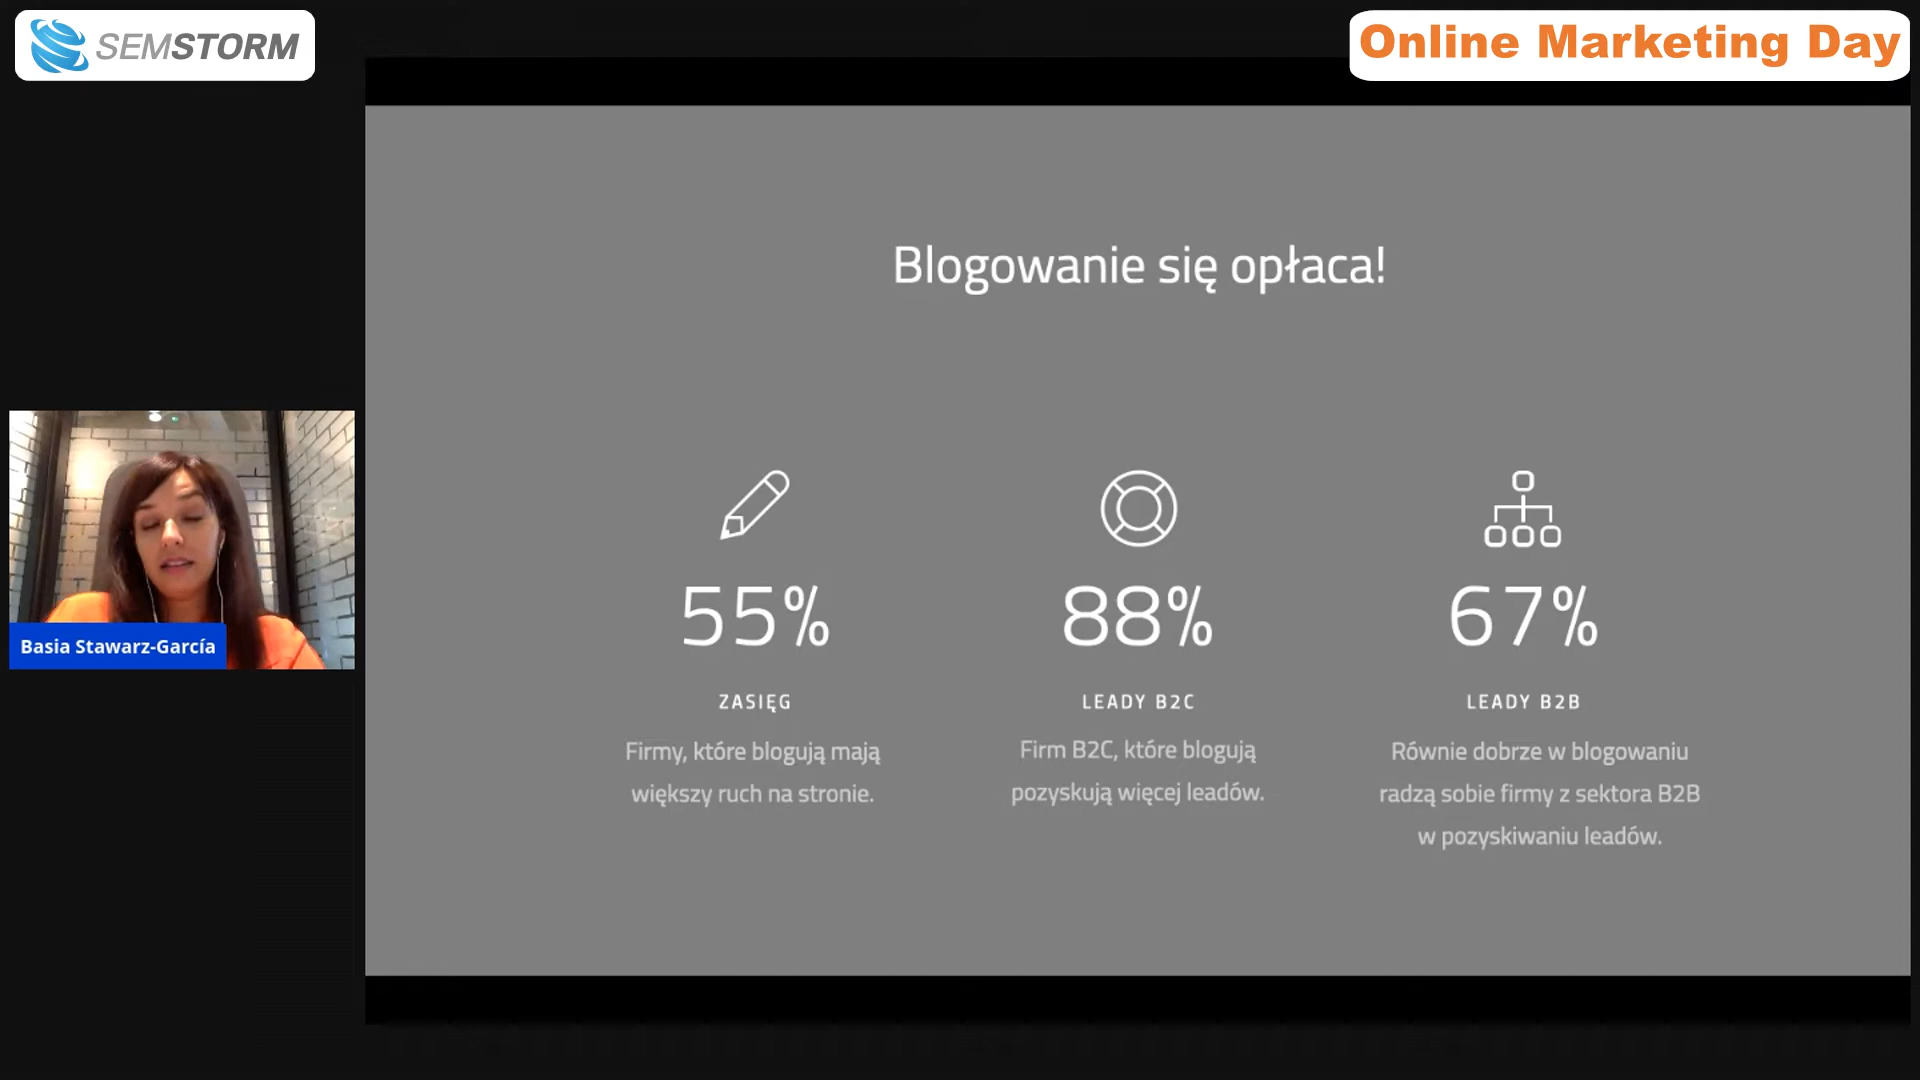 SEMSTORM
Online Marketing Day
Blogowanie się opłaca!
55%
ZASIĘG
Firmy, które blogują mają
większy ruch na stronie.
88%
LEADY B2C
Firm B2C, które blogują
pozyskują więcej leadów.
67%
LEADY B2B
Równie dobrze w blogowaniu
radzą sobie firmy z sektora B2B
w pozyskiwaniu leadów.
Basia Stawarz-García